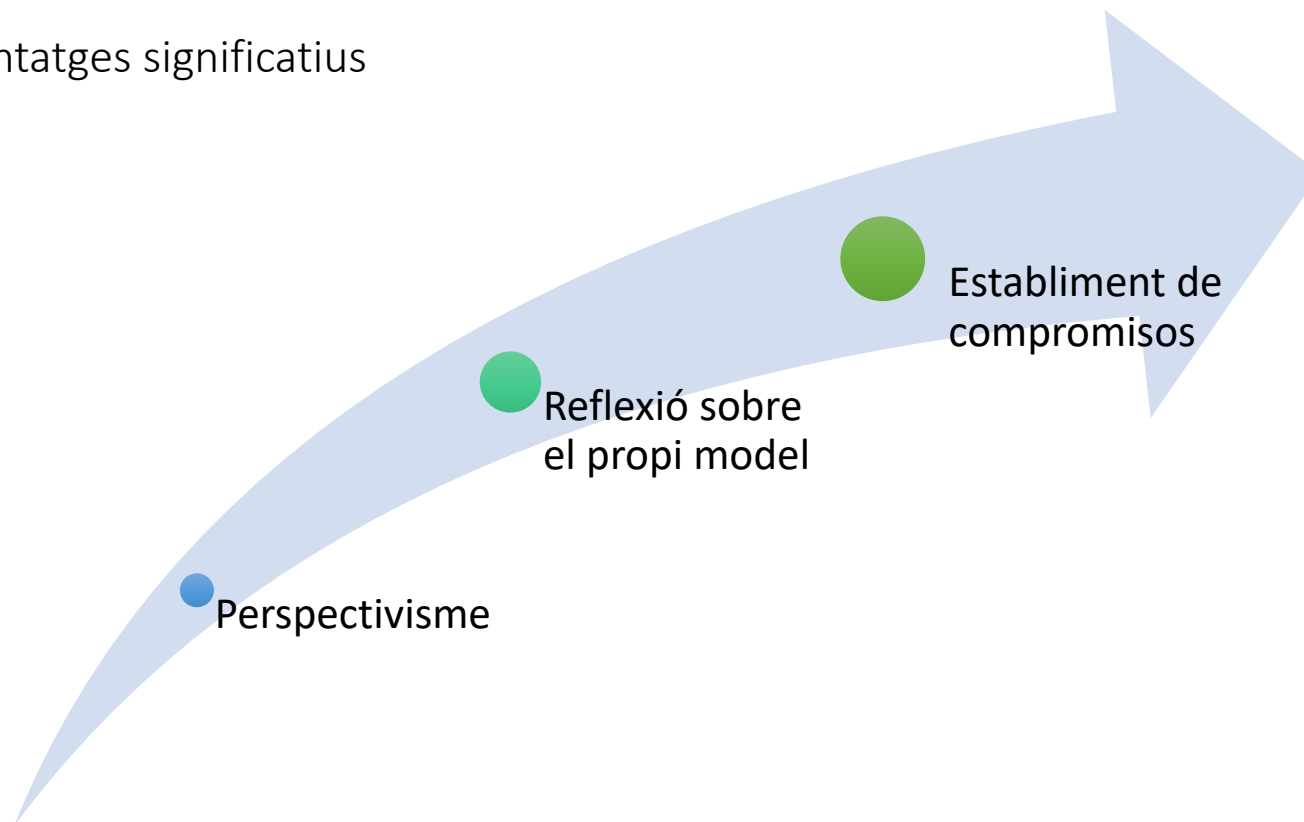 ntatges significatius
Establiment de
compromisos
Reflexió sobre
el propi model
Perspectivisme